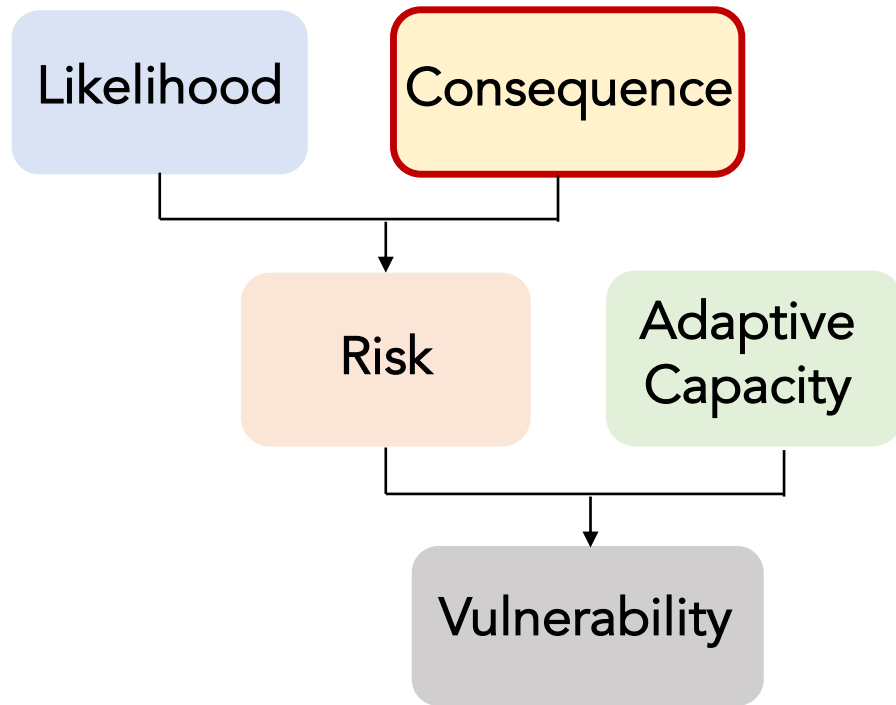 Likelihood
Consequence
Risk
Adaptive
Capacity
Vulnerability